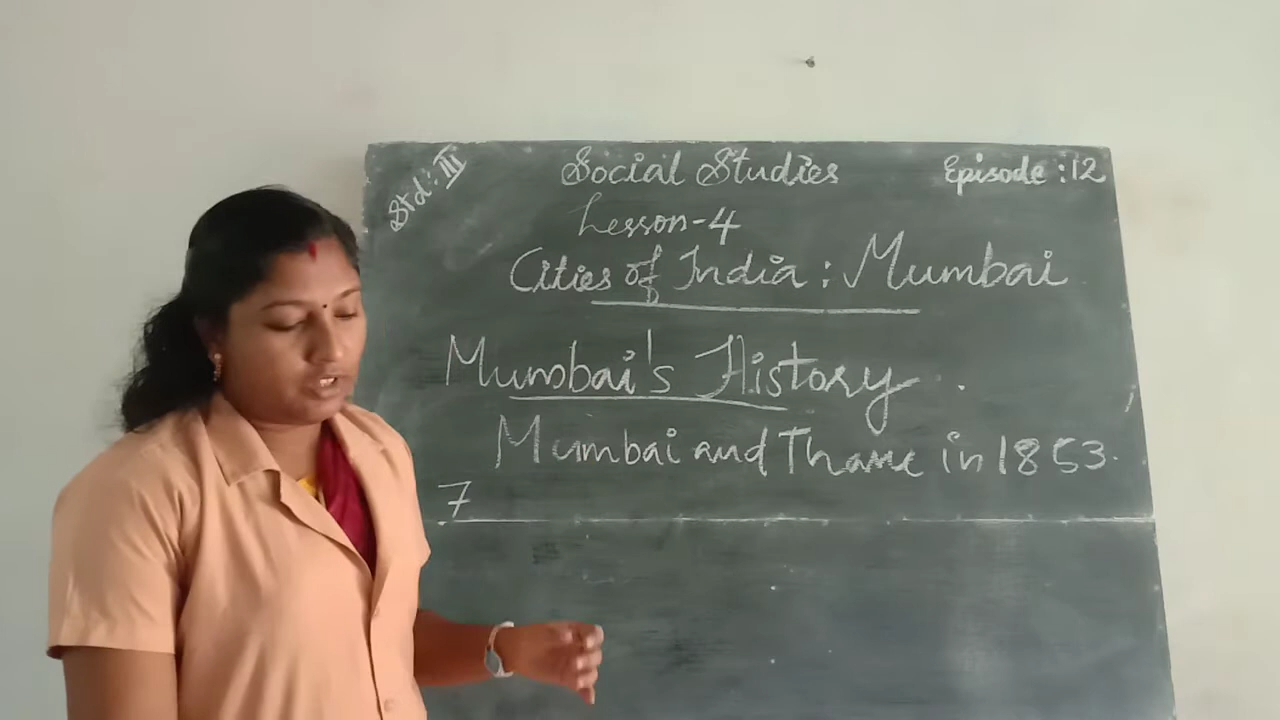 Std: III
Social Studies
Episode : 12
Lesson-4
Cities of India : Mumbai
Mumbai's History .
Mumbai and Thane in 1853.
7